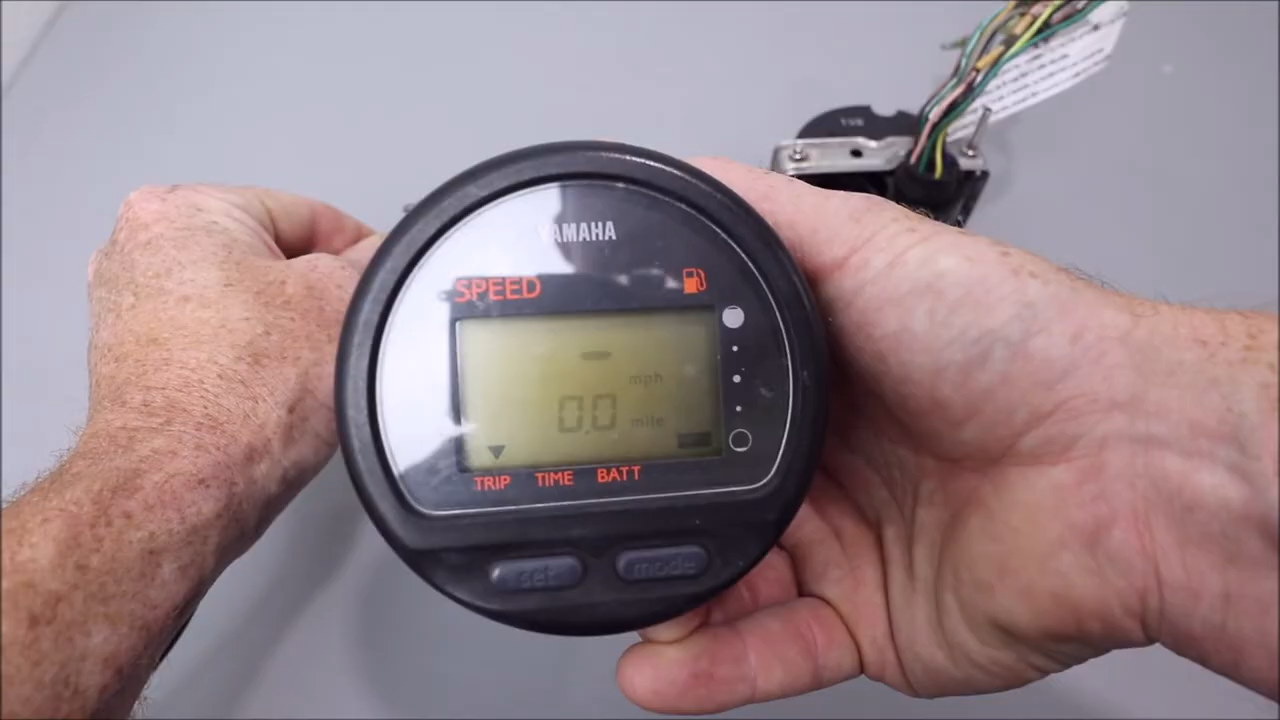 YAMAHA
SPEED
mph
0.0 mile
TRIP TIME BATT
set mode